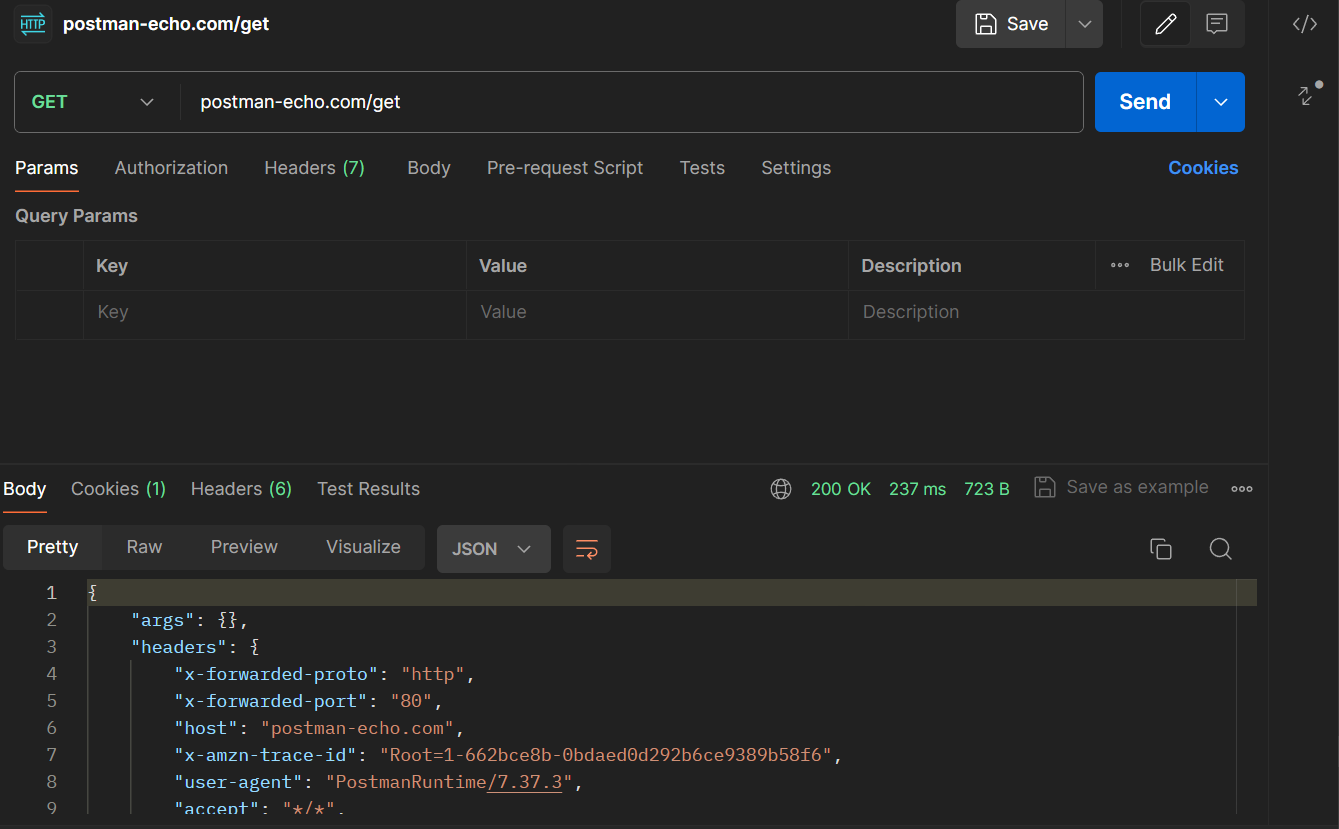 HTTP postman-echo.com/get Save
GET postman-echo.com/get Send
Params Authorization Headers (7) Body Pre-request Script Tests Settings Cookies
Query Params
Key Value Description Bulk Edit
Key Value Description
Body Cookies (1) Headers (6) Test Results 200 OK 237 ms 723 B Save as example
Pretty Raw Preview Visualize JSON
1 {
2 "args": {},
3 "headers": {
4 "x-forwarded-proto": "http",
5 "x-forwarded-port": "80",
6 "host": "postman-echo.com",
7 "x-amzn-trace-id": "Root=1-662bce8b-0bdaed0d292b6ce9389b58f6",
8 "user-agent": "PostmanRuntime/7.37.3",
9 "accept": "*/*",